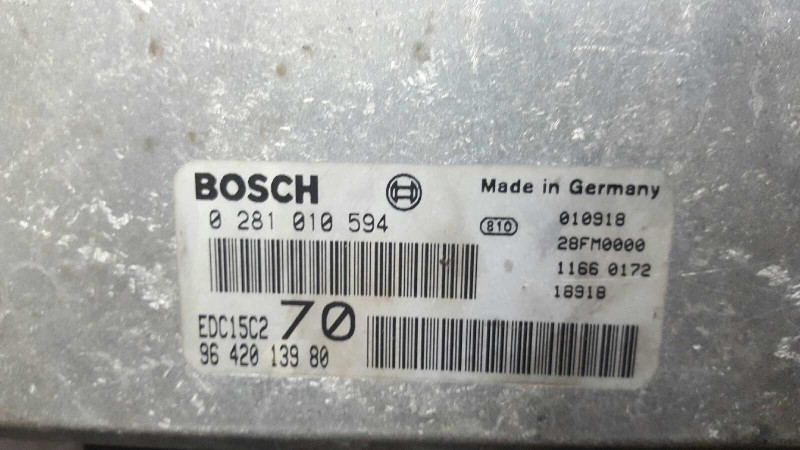 BOSCH
Made in Germany
0 281 010 594
810
010918
28FM0000
1166 0172
18918
EDC15C2 70
96 420 139 80